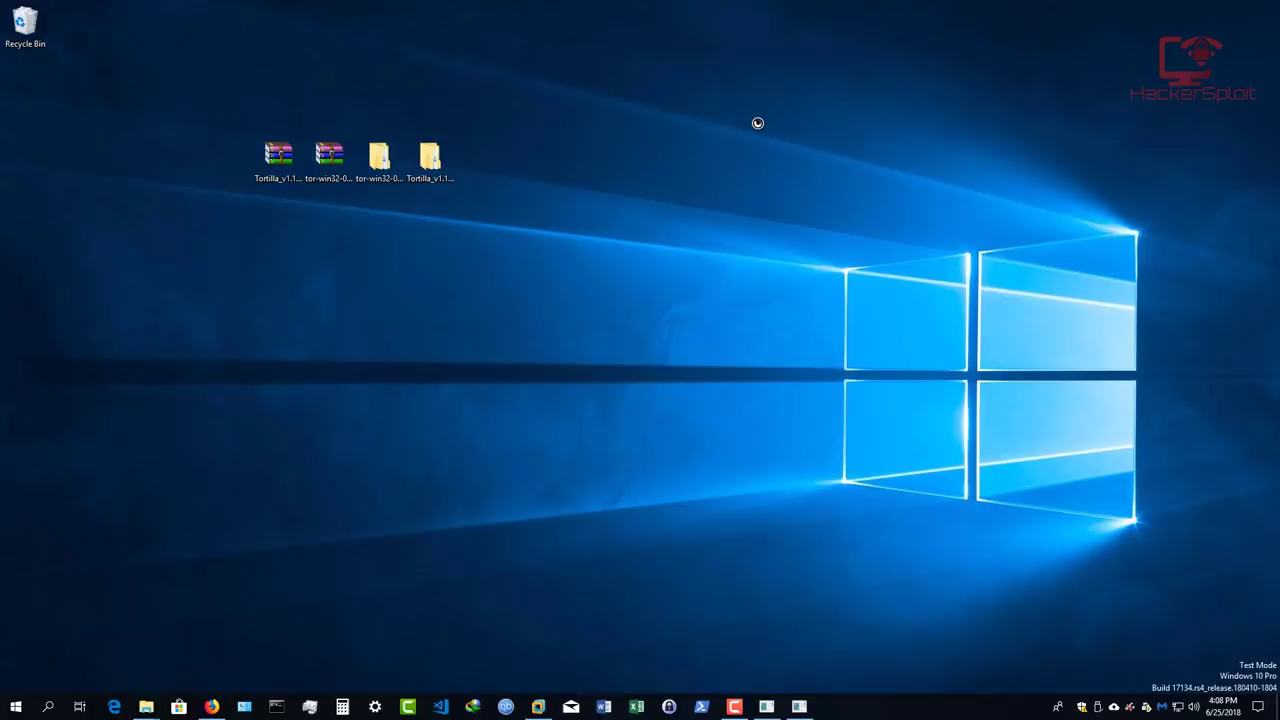 Recycle Bin
HackerSploit
Tortilla_v1.1... tor-win32-0... tor-win32-0... Tortilla_v1.1...
Test Mode
Windows 10 Pro
Build 17134.rs4_release.180410-1804
4:08 PM
6/25/2018